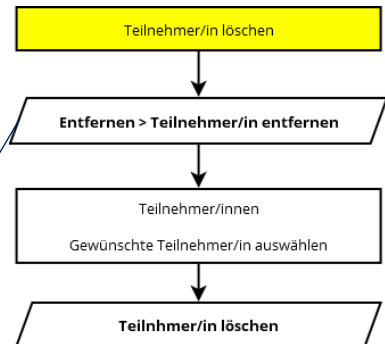 Teilnehmer/in löschen
Entfernen > Teilnehmer/in entfernen
Teilnehmer/innen
Gewünschte Teilnehmer/in auswählen
Teilnhmer/in löschen